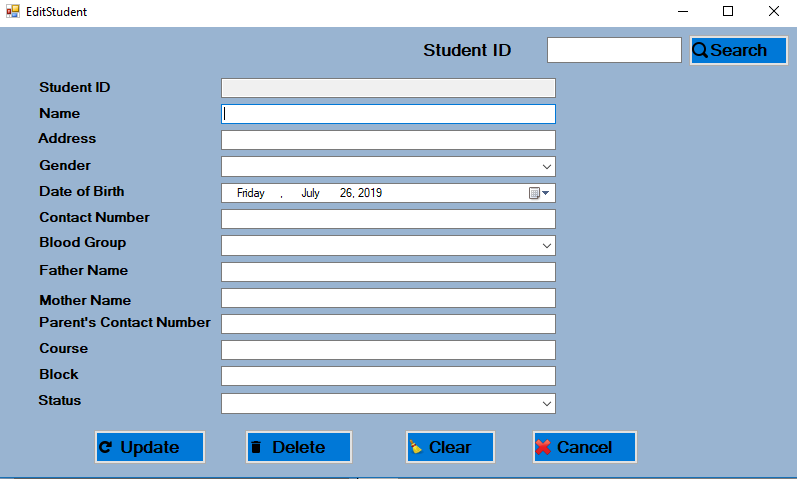 EditStudent
Student ID Search
Student ID
Name
Address
Gender
Date of Birth Friday , July 26, 2019
Contact Number
Blood Group
Father Name
Mother Name
Parent's Contact Number
Course
Block
Status
Update Delete Clear Cancel